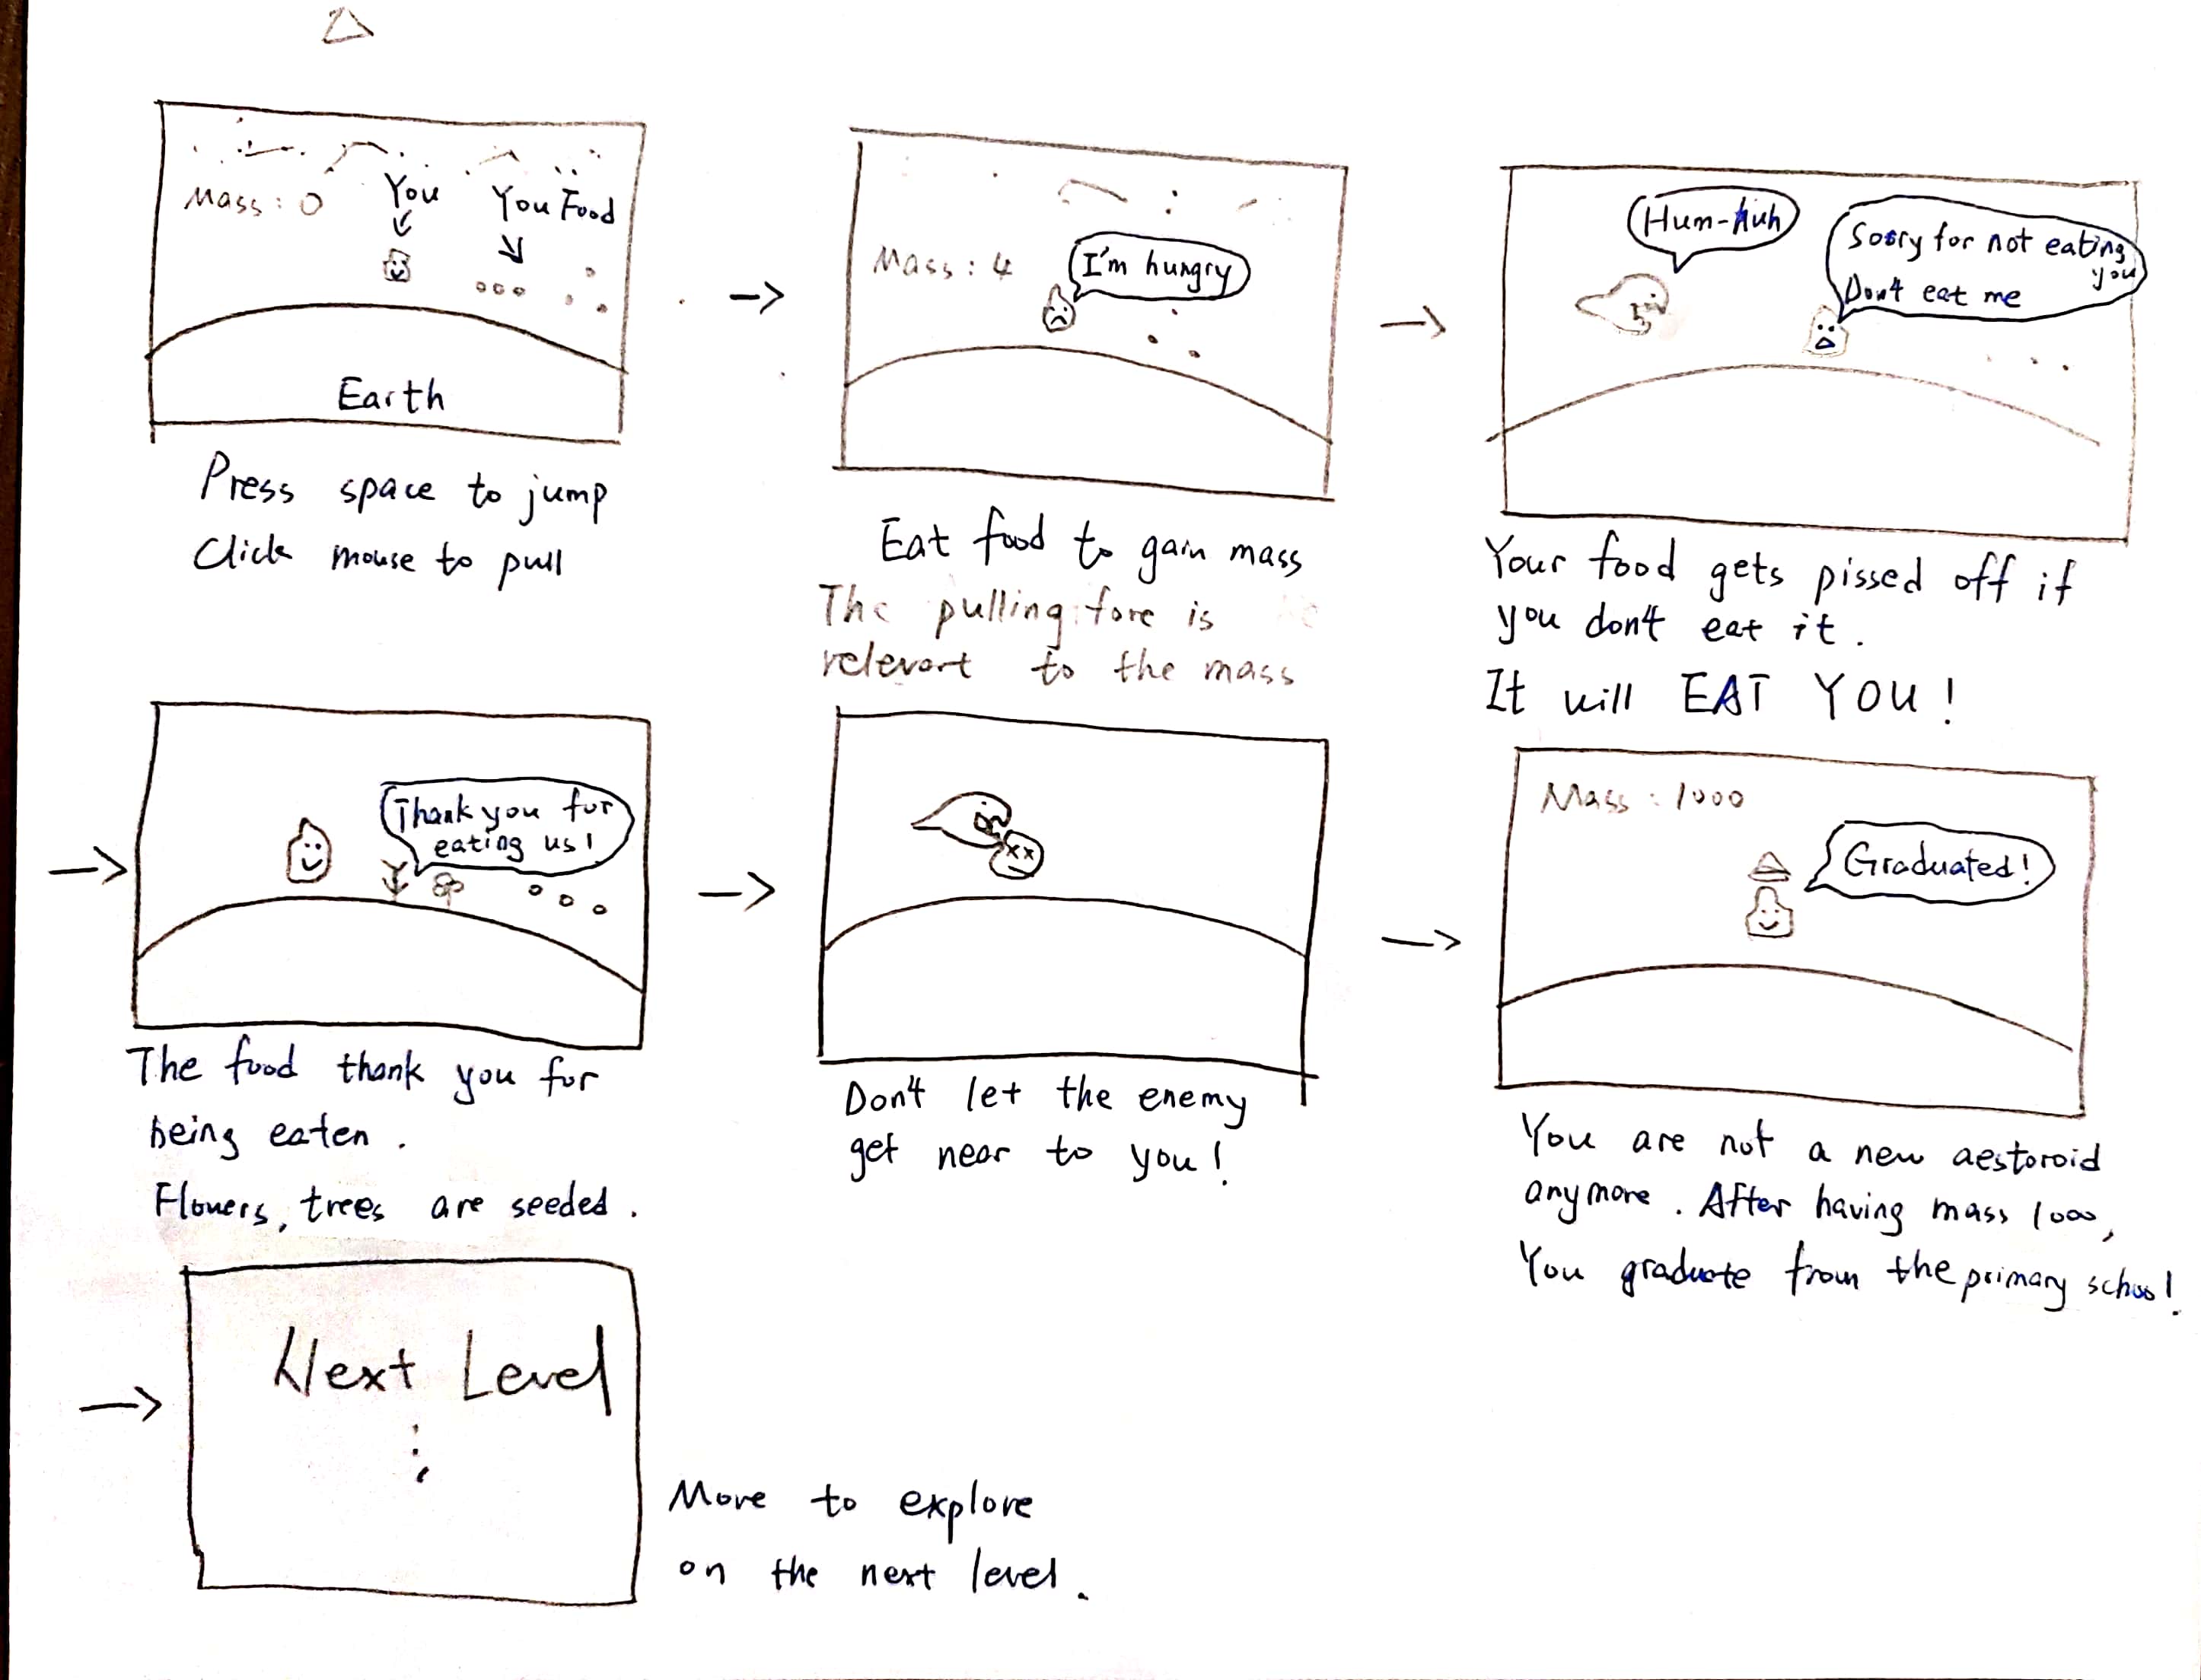 Mass : 0
You
You Food
Earth
Press space to jump
Click mouse to pull
Mass : 4
I'm hungry
Eat food to gain mass
The pulling fore is
relevart to the mass
Hum-huh
Sosry for not eating
you
Don't eat me
Your food gets pissed off if
you don't eat it.
It will EAT YOU!
Thank you for
eating us!
The food thank you for
being eaten.
Flowers, trees are seeded.
Don't let the enemy
get near to you!
Mass : 1000
Graduated!
You are not a new aestoroid
anymore. After having mass 1000,
You graduate from the primary school!
Next Level
Move to explore
on the next level.